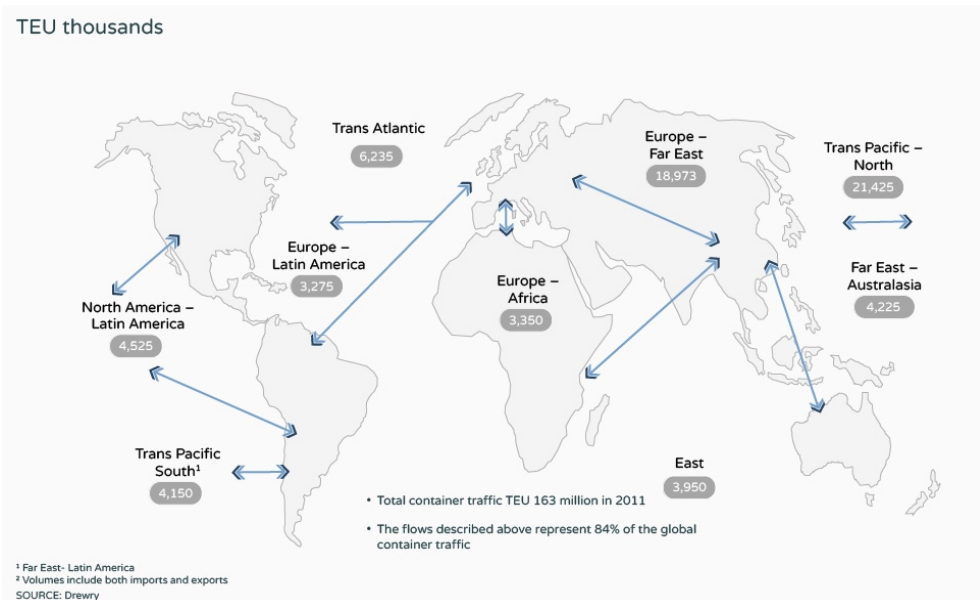 TEU thousands
Trans Atlantic
6,235
Europe –
Far East
18,973
Trans Pacific –
North
21,425
Europe –
Latin America
3,275
Europe –
Africa
3,350
Far East –
Australasia
4,225
North America –
Latin America
4,525
Trans Pacific
South¹
4,150
East
3,950
• Total container traffic TEU 163 million in 2011
• The flows described above represent 84% of the global
container traffic
¹ Far East- Latin America
² Volumes include both imports and exports
SOURCE: Drewry